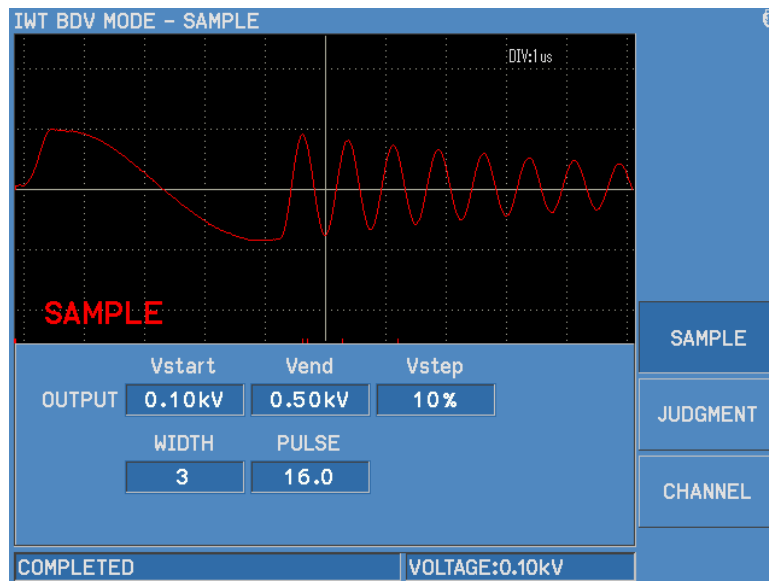 IWT BDV MODE - SAMPLE
DIV:1us
SAMPLE
Vstart Vend Vstep
OUTPUT 0.10kV 0.50kV 10%
WIDTH PULSE
3 16.0
SAMPLE
JUDGMENT
CHANNEL
COMPLETED VOLTAGE:0.10kV